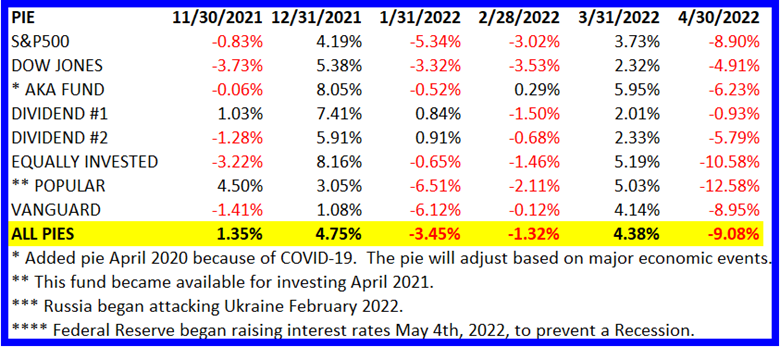 PIE 11/30/2021 12/31/2021 1/31/2022 2/28/2022 3/31/2022 4/30/2022
S&P500 -0.83% 4.19% -5.34% -3.02% 3.73% -8.90%
DOW JONES -3.73% 5.38% -3.32% -3.53% 2.32% -4.91%
* AKA FUND -0.06% 8.05% -0.52% 0.29% 5.95% -6.23%
DIVIDEND #1 1.03% 7.41% 0.84% -1.50% 2.01% -0.93%
DIVIDEND #2 -1.28% 5.91% 0.91% -0.68% 2.33% -5.79%
EQUALLY INVESTED -3.22% 8.16% -0.65% -1.46% 5.19% -10.58%
** POPULAR 4.50% 3.05% -6.51% -2.11% 5.03% -12.58%
VANGUARD -1.41% 1.08% -6.12% -0.12% 4.14% -8.95%
ALL PIES 1.35% 4.75% -3.45% -1.32% 4.38% -9.08%
* Added pie April 2020 because of COVID-19. The pie will adjust based on major economic events.
** This fund became available for investing April 2021.
*** Russia began attacking Ukraine February 2022.
**** Federal Reserve began raising interest rates May 4th, 2022, to prevent a Recession.